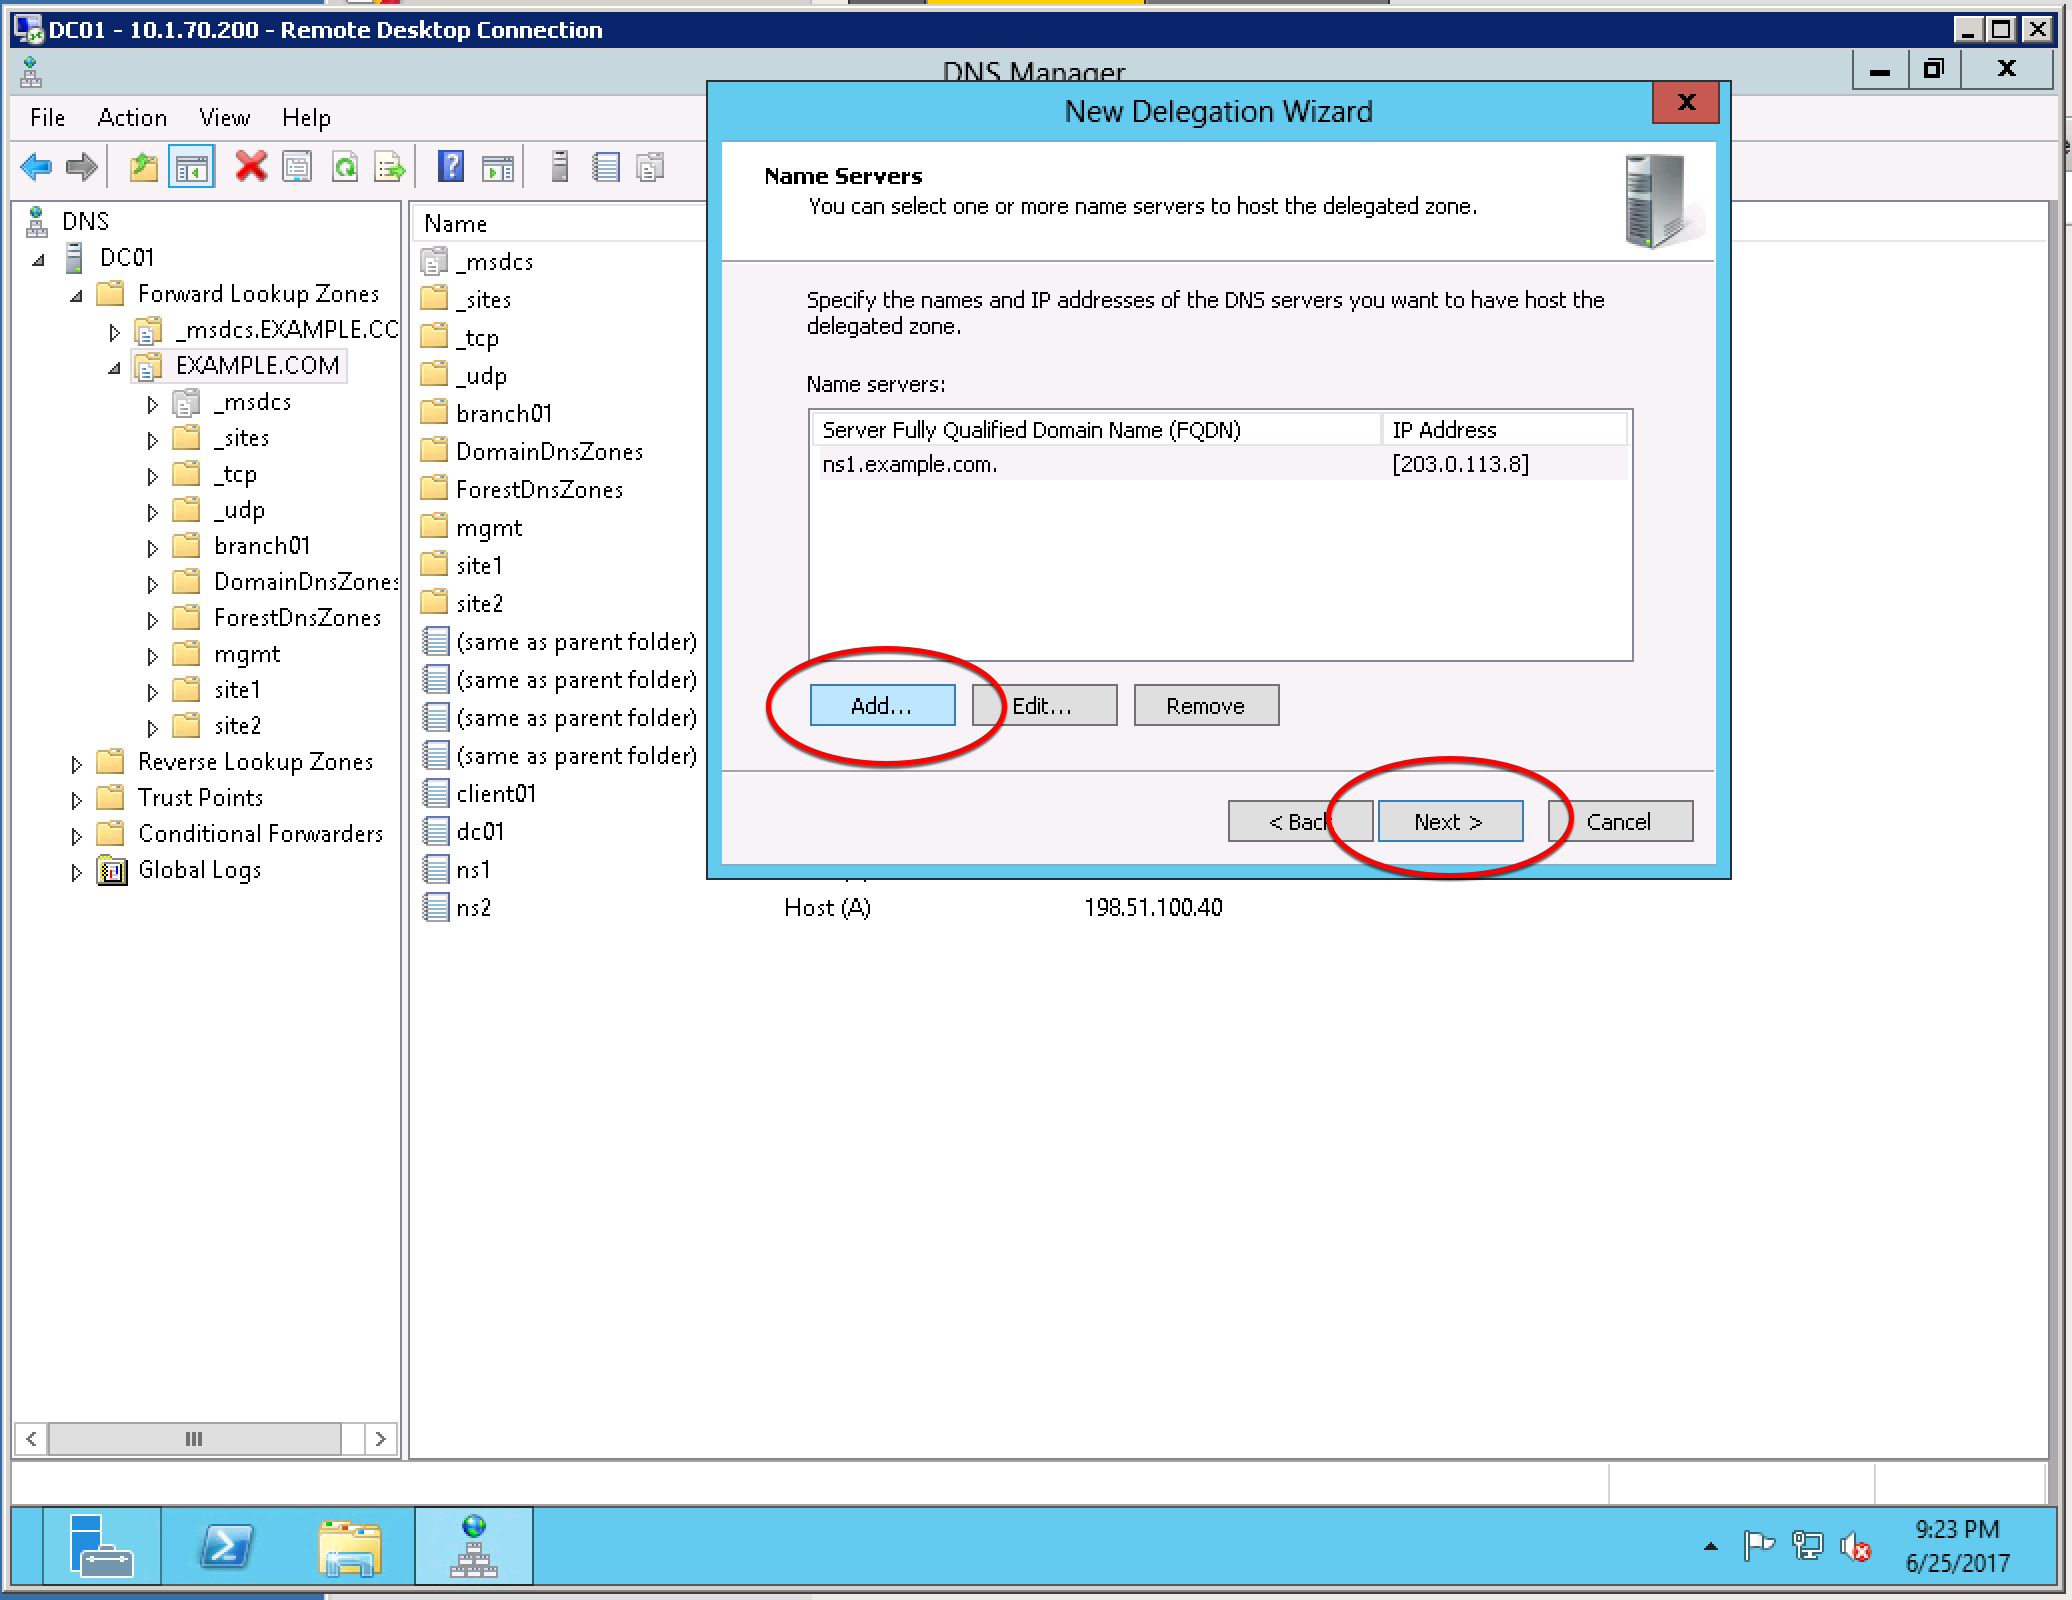 DC01 - 10.1.70.200 - Remote Desktop Connection
DNS Manager
File Action View Help
DNS
DC01
Forward Lookup Zones
_msdcs.EXAMPLE.CC
EXAMPLE.COM
_msdcs
_sites
_tcp
_udp
branch01
DomainDnsZones
ForestDnsZones
mgmt
site1
site2
Reverse Lookup Zones
Trust Points
Conditional Forwarders
Global Logs
Name
_msdcs
_sites
_tcp
_udp
branch01
DomainDnsZones
ForestDnsZones
mgmt
site1
site2
(same as parent folder)
(same as parent folder)
(same as parent folder)
(same as parent folder)
client01
dc01
ns1
ns2 Host (A) 198.51.100.40
New Delegation Wizard
Name Servers
You can select one or more name servers to host the delegated zone.
Specify the names and IP addresses of the DNS servers you want to have host the
delegated zone.
Name servers:
Server Fully Qualified Domain Name (FQDN) IP Address
ns1.example.com. [203.0.113.8]
Add... Edit... Remove
< Back Next > Cancel
9:23 PM
6/25/2017